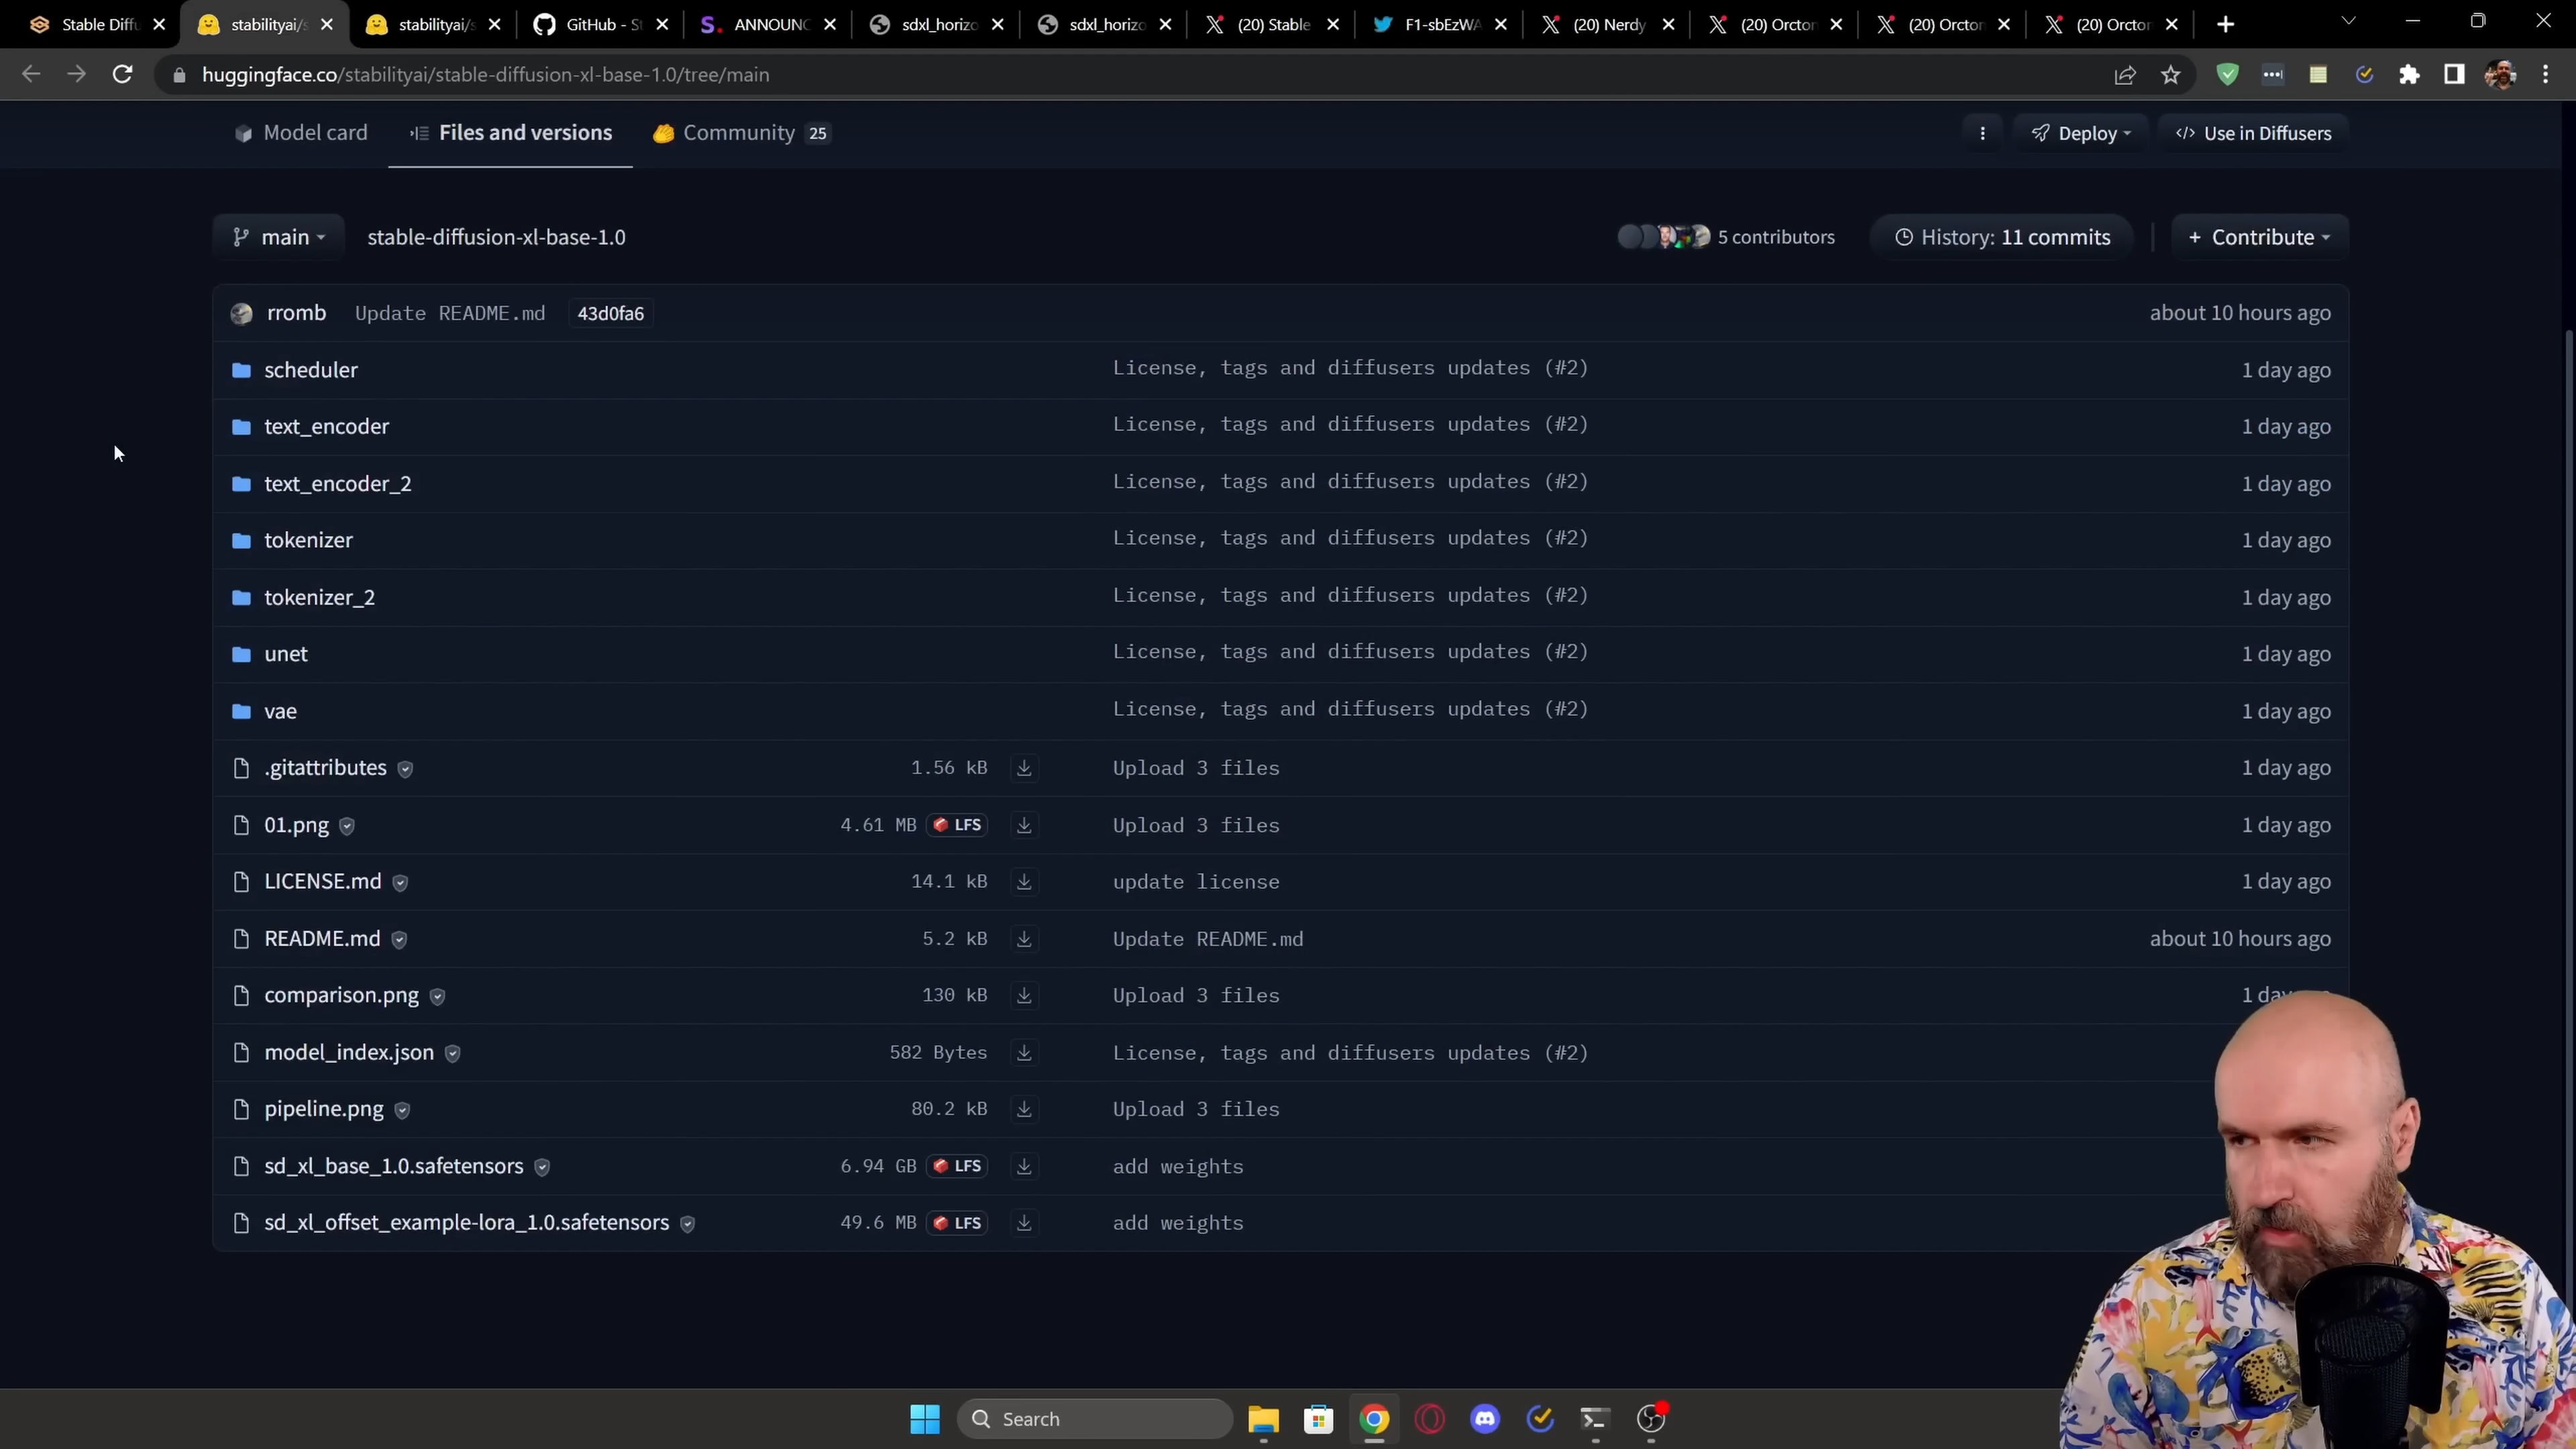 Stable Diffu
stabilityai/s
stabilityai/s
GitHub - St
S. ANNOUNC
sdxl_horizo
sdxl_horizo
(20) Stable
F1-sbEzWA
(20) Nerdy
(20) Orcton
(20) Orcton
(20) Orcton
huggingface.co/stabilityai/stable-diffusion-xl-base-1.0/tree/main
Model card
Files and versions
Community 25
Deploy
</> Use in Diffusers
main
stable-diffusion-xl-base-1.0
5 contributors
History: 11 commits
+ Contribute
rromb Update README.md 43d0fa6 about 10 hours ago
scheduler License, tags and diffusers updates (#2) 1 day ago
text_encoder License, tags and diffusers updates (#2) 1 day ago
text_encoder_2 License, tags and diffusers updates (#2) 1 day ago
tokenizer License, tags and diffusers updates (#2) 1 day ago
tokenizer_2 License, tags and diffusers updates (#2) 1 day ago
unet License, tags and diffusers updates (#2) 1 day ago
vae License, tags and diffusers updates (#2) 1 day ago
.gitattributes 1.56 kB Upload 3 files 1 day ago
01.png 4.61 MB LFS Upload 3 files 1 day ago
LICENSE.md 14.1 kB update license 1 day ago
README.md 5.2 kB Update README.md about 10 hours ago
comparison.png 130 kB Upload 3 files 1 day
model_index.json 582 Bytes License, tags and diffusers updates (#2)
pipeline.png 80.2 kB Upload 3 files
sd_xl_base_1.0.safetensors 6.94 GB LFS add weights
sd_xl_offset_example-lora_1.0.safetensors 49.6 MB LFS add weights
Search